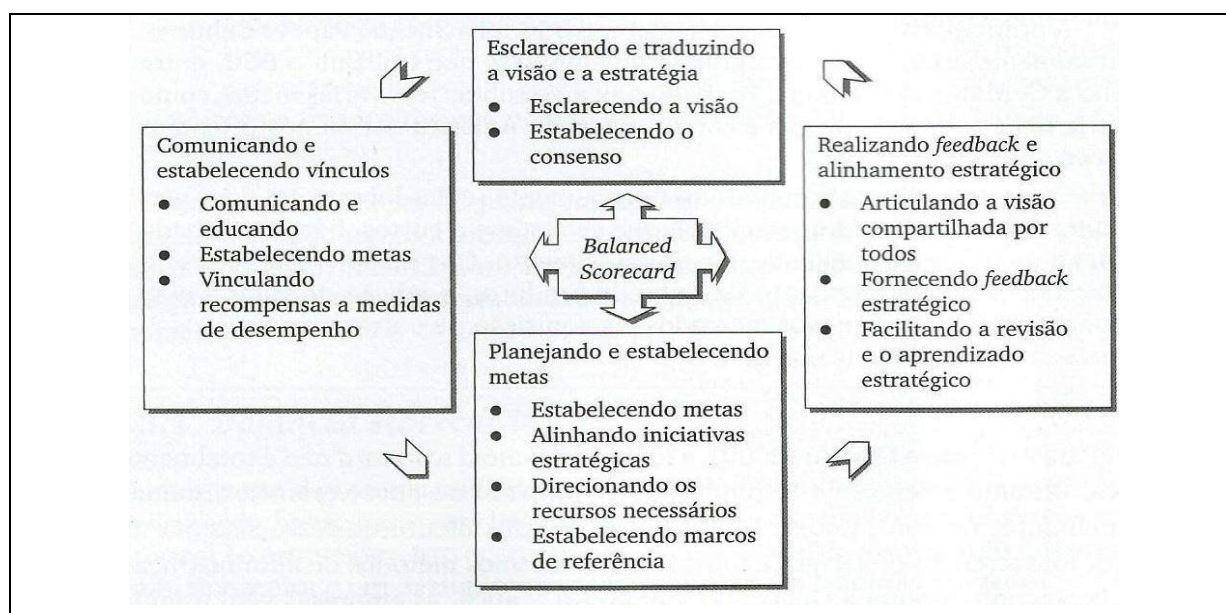 Esclarecendo e traduzindo
a visão e a estratégia
• Esclarecendo a visão
• Estabelecendo o
consenso
Comunicando e
estabelecendo vínculos
• Comunicando e
educando
• Estabelecendo metas
• Vinculando
recompensas a medidas
de desempenho
Balanced
Scorecard
Realizando feedback e
alinhamento estratégico
• Articulando a visão
compartilhada por
todos
• Fornecendo feedback
estratégico
• Facilitando a revisão
e o aprendizado
estratégico
Planejando e estabelecendo
metas
• Estabelecendo metas
• Alinhando iniciativas
estratégicas
• Direcionando os
recursos necessários
• Estabelecendo marcos
de referência